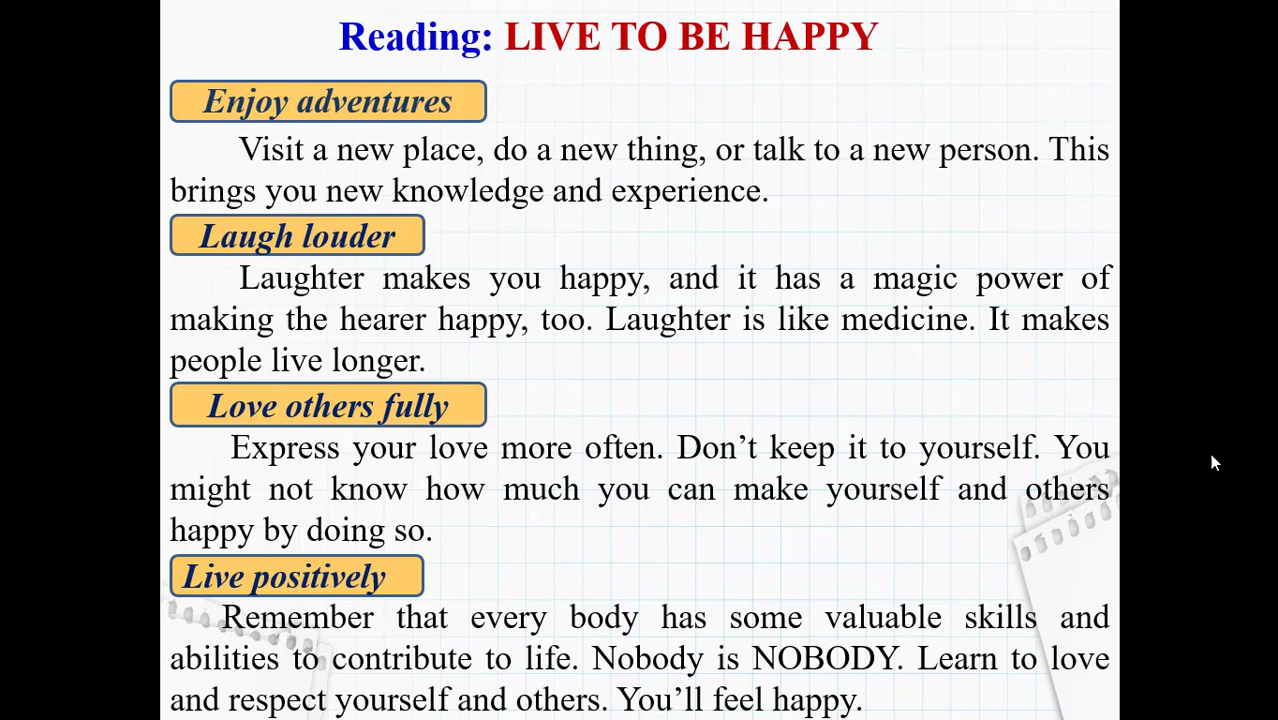 Reading: LIVE TO BE HAPPY
Enjoy adventures
Visit a new place, do a new thing, or talk to a new person. This
brings you new knowledge and experience.
Laugh louder
Laughter makes you happy, and it has a magic power of
making the hearer happy, too. Laughter is like medicine. It makes
people live longer.
Love others fully
Express your love more often. Don’t keep it to yourself. You
might not know how much you can make yourself and others
happy by doing so.
Live positively
Remember that every body has some valuable skills and
abilities to contribute to life. Nobody is NOBODY. Learn to love
and respect yourself and others. You’ll feel happy.